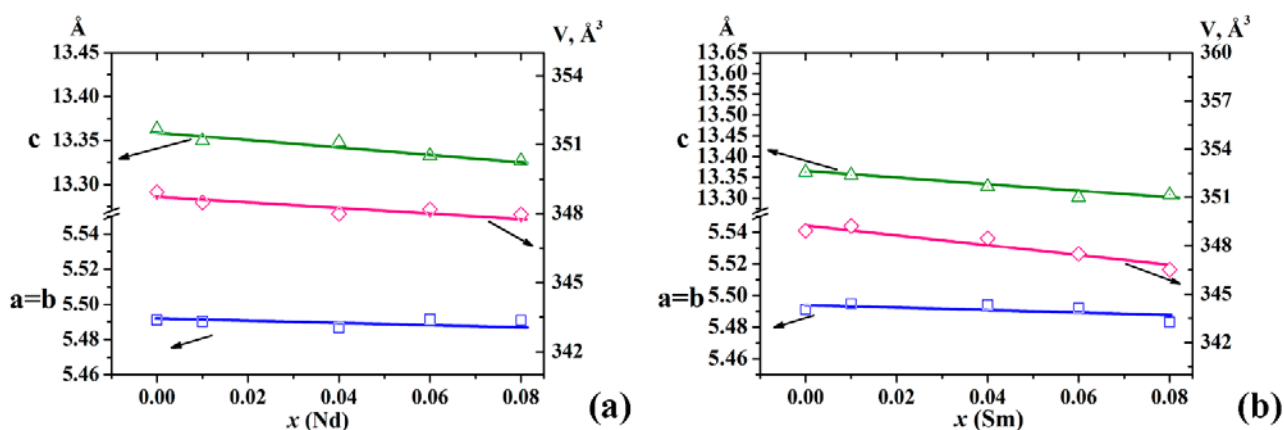 Å
13.45
13.40
13.35
c
13.30
5.54
5.52
a=b
5.50
5.48
5.46
V, Å³
354
351
348
345
342
0.00 0.02 0.04 0.06 0.08
x (Nd)
(a)
Å
13.65
13.60
13.55
13.50
13.45
c
13.40
13.35
13.30
5.54
5.52
a=b
5.50
5.48
5.46
V, Å³
360
357
354
351
348
345
342
0.00 0.02 0.04 0.06 0.08
x (Sm)
(b)